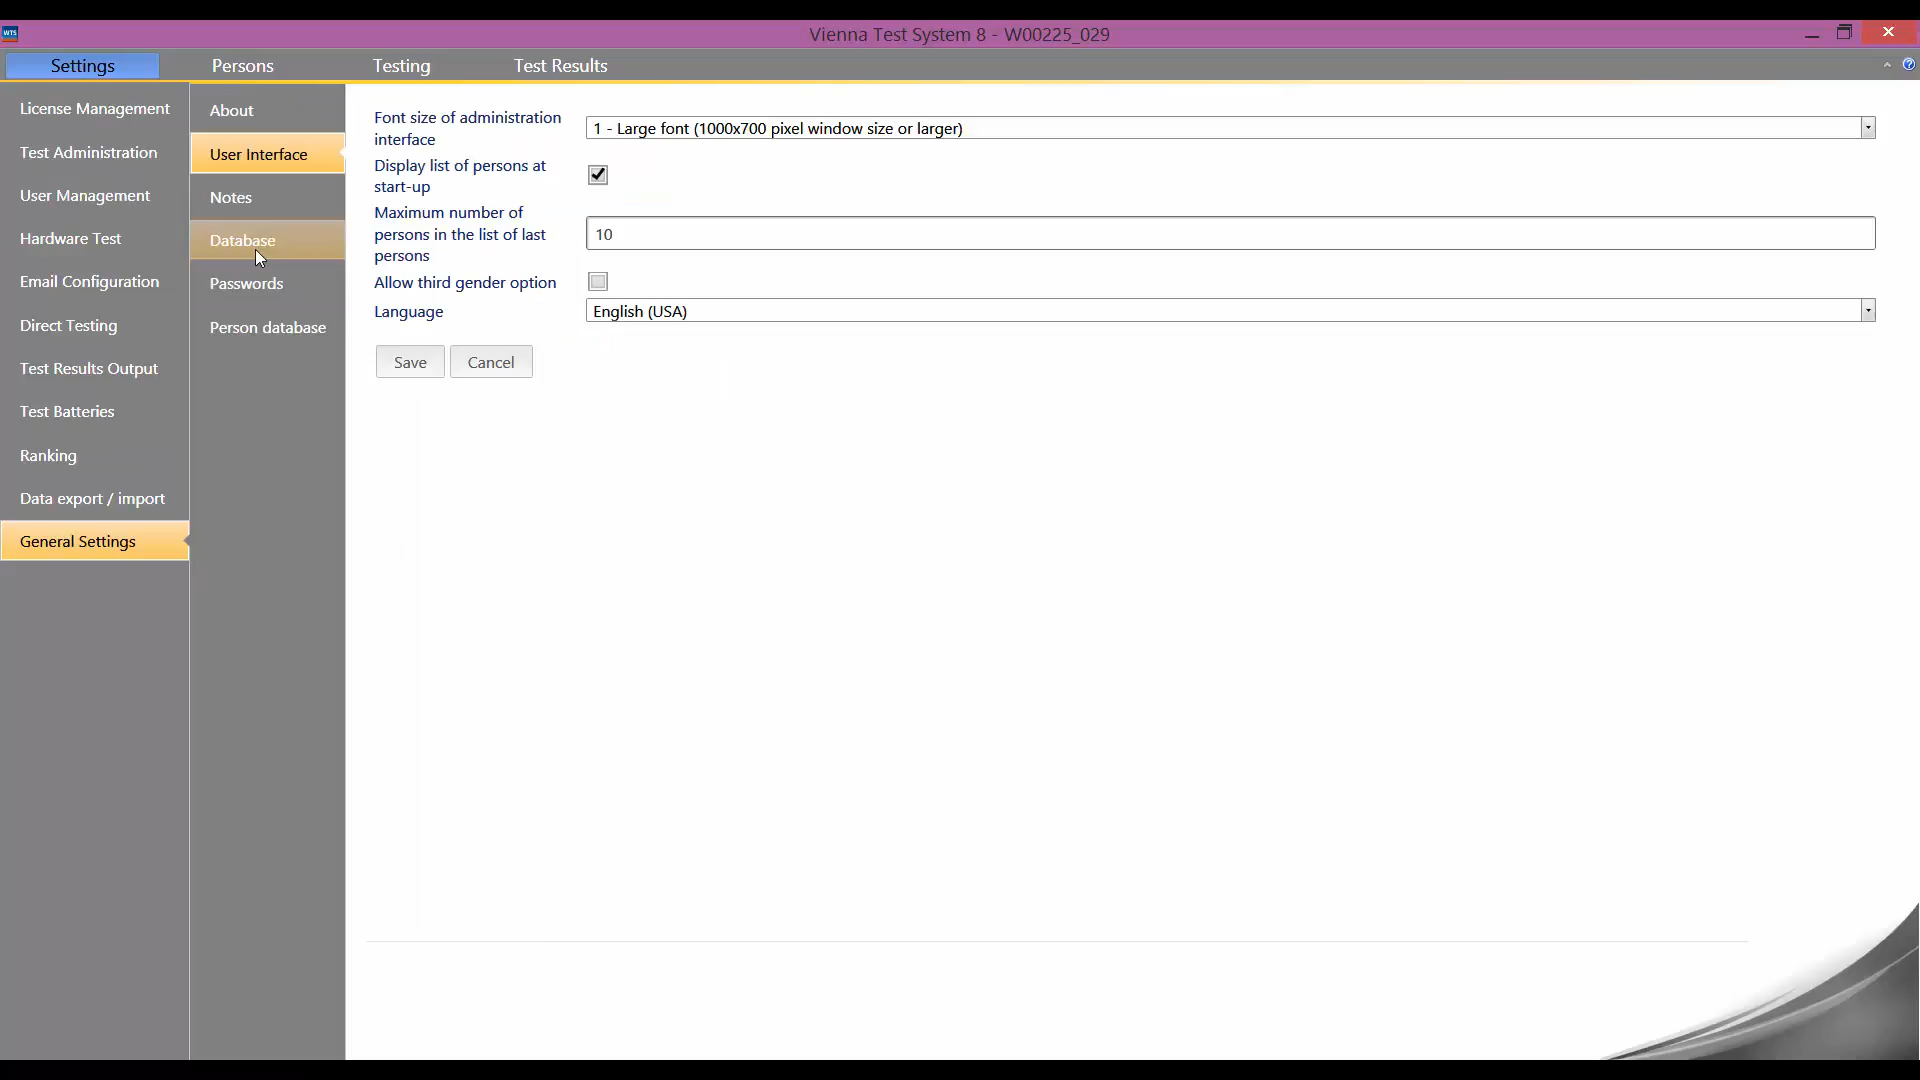 WTS
Vienna Test System 8 - W00225_029
Settings
Persons
Testing
Test Results
License Management
Test Administration
User Management
Hardware Test
Email Configuration
Direct Testing
Test Results Output
Test Batteries
Ranking
Data export / import
General Settings
About
User Interface
Notes
Database
Passwords
Person database
Font size of administration
interface
1 - Large font (1000x700 pixel window size or larger)
Display list of persons at
start-up
Maximum number of
persons in the list of last
persons
10
Allow third gender option
Language
English (USA)
Save
Cancel